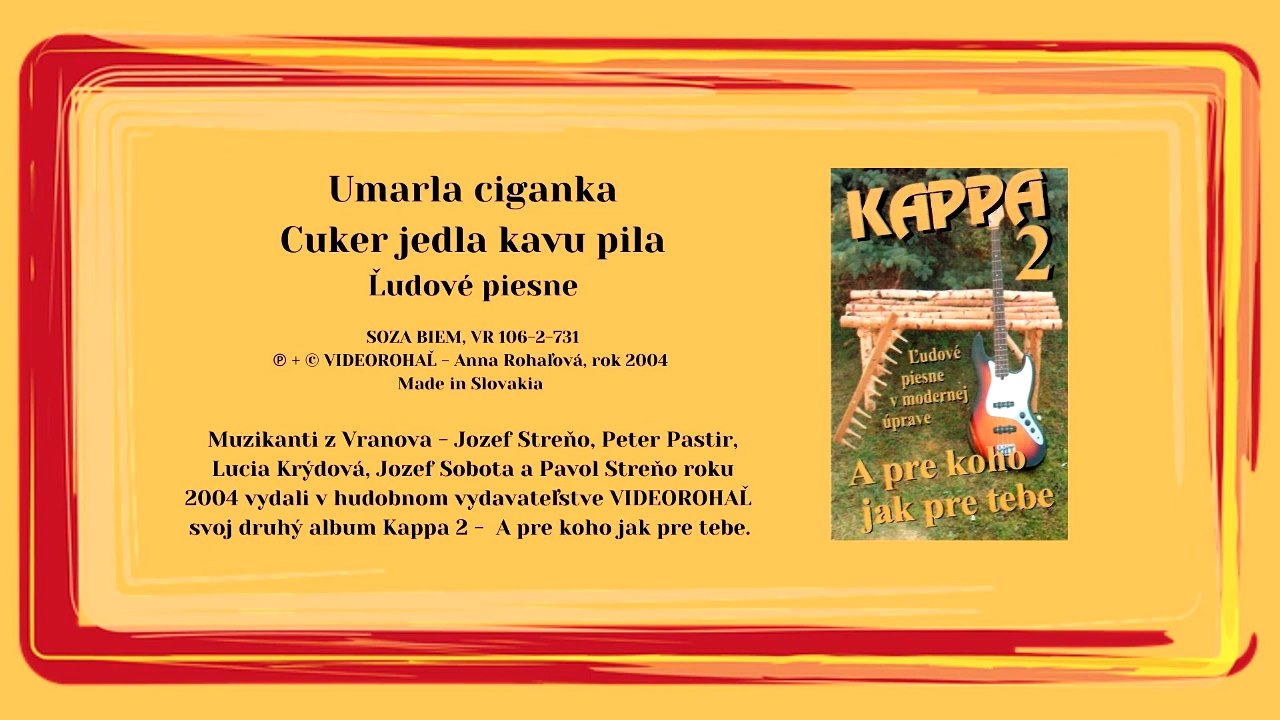 Umarla ciganka
Cuker jedla kavu pila
Ľudové piesne
SOZA BIEM, VR 106-2-731
℗ + © VIDEOROHAĽ - Anna Rohaľová, rok 2004
Made in Slovakia
Muzikanti z Vranova - Jozef Streňo, Peter Pastir,
Lucia Krýdová, Jozef Sobota a Pavol Streňo roku
2004 vydali v hudobnom vydavateľstve VIDEOROHAĽ
svoj druhý album Kappa 2 - A pre koho jak pre tebe.
KAPPA
2
Ľudové
piesne
v modernej
úprave
A pre koho
jak pre tebe